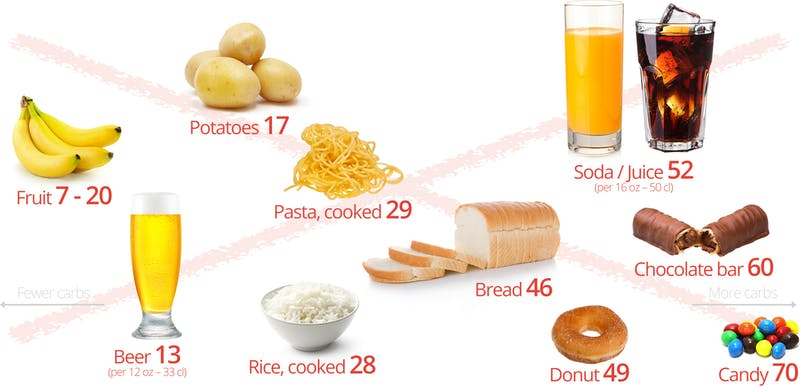 Potatoes 17
Fruit 7 - 20
Pasta, cooked 29
Soda / Juice 52
(per 16 oz – 50 cl)
Chocolate bar 60
Bread 46
Fewer carbs
More carbs
Beer 13
(per 12 oz – 33 cl)
Rice, cooked 28
Donut 49
Candy 70